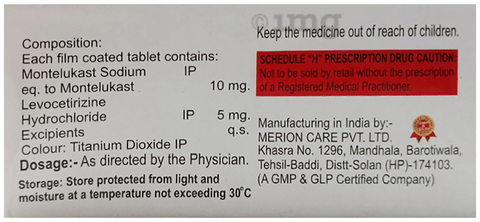 1mg
Composition:
Each film coated tablet contains:
Montelukast Sodium IP
eq. to Montelukast 10 mg.
Levocetirizine
Hydrochloride IP 5 mg.
Excipients q.s.
Colour: Titanium Dioxide IP
Dosage:- As directed by the Physician.
Storage: Store protected from light and
moisture at a temperature not exceeding 30°C
Keep the medicine out of reach of children.
SCHEDULE "H" PRESCRIPTION DRUG CAUTION:
Not to be sold by retail without the prescription
of a Registered Medical Practitioner.
Manufacturing in India by:-
MERION CARE PVT. LTD.
Khasra No. 1296, Mandhala, Barotiwala,
Tehsil-Baddi, Distt-Solan (HP)-174103.
(A GMP & GLP Certified Company)